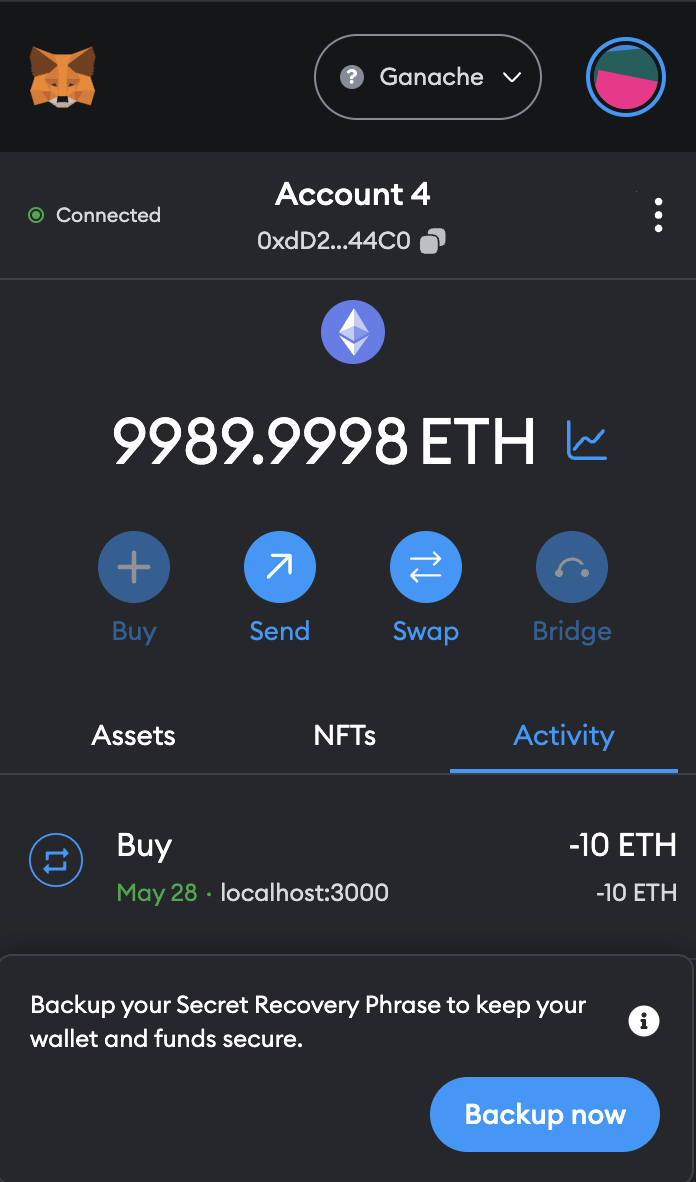 Ganache
Account 4
Connected
0xdD2...44C0
9989.9998 ETH
Buy Send Swap Bridge
Assets NFTs Activity
Buy -10 ETH
May 28 · localhost:3000 -10 ETH
Backup your Secret Recovery Phrase to keep your
wallet and funds secure.
Backup now